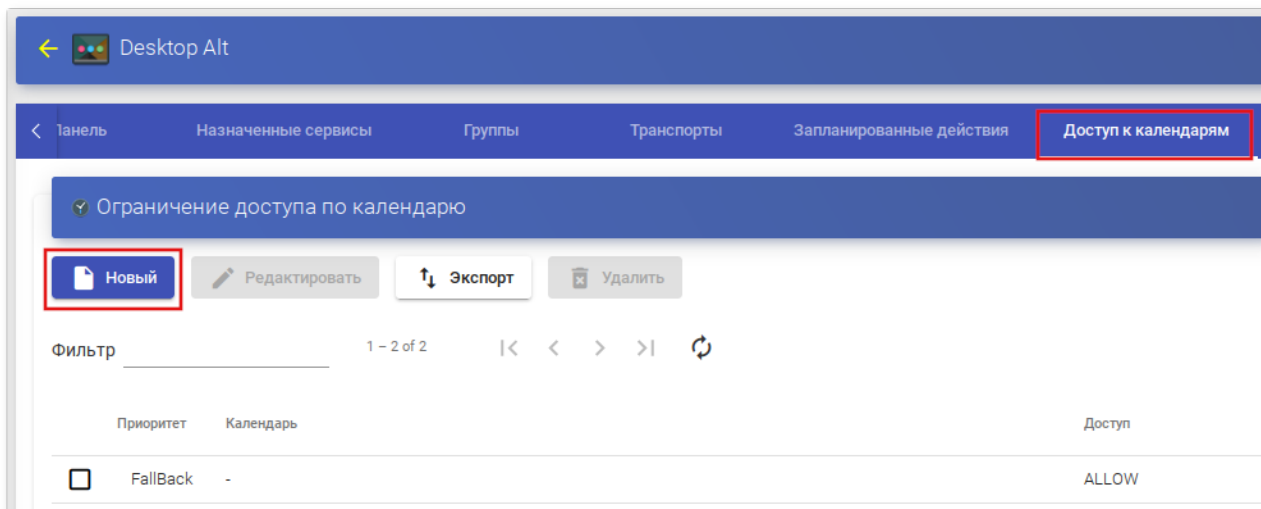 Desktop Alt
Панель Назначенные сервисы Группы Транспорты Запланированные действия Доступ к календарям
Ограничение доступа по календарю
Новый Редактировать Экспорт Удалить
Фильтр 1 – 2 of 2
Приоритет Календарь Доступ
FallBack - ALLOW